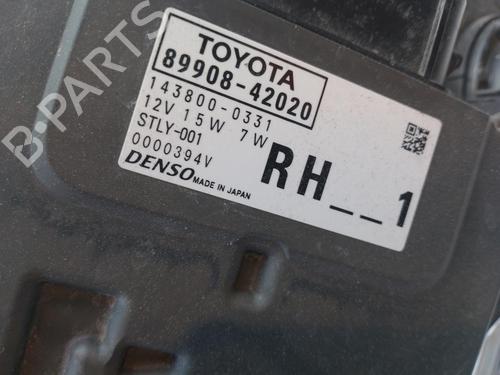 TOYOTA
89908-42020
143800-0331
12V 15W 7W
STLY-001
0000394V
DENSO MADE IN JAPAN
RH__1
B-PARTS